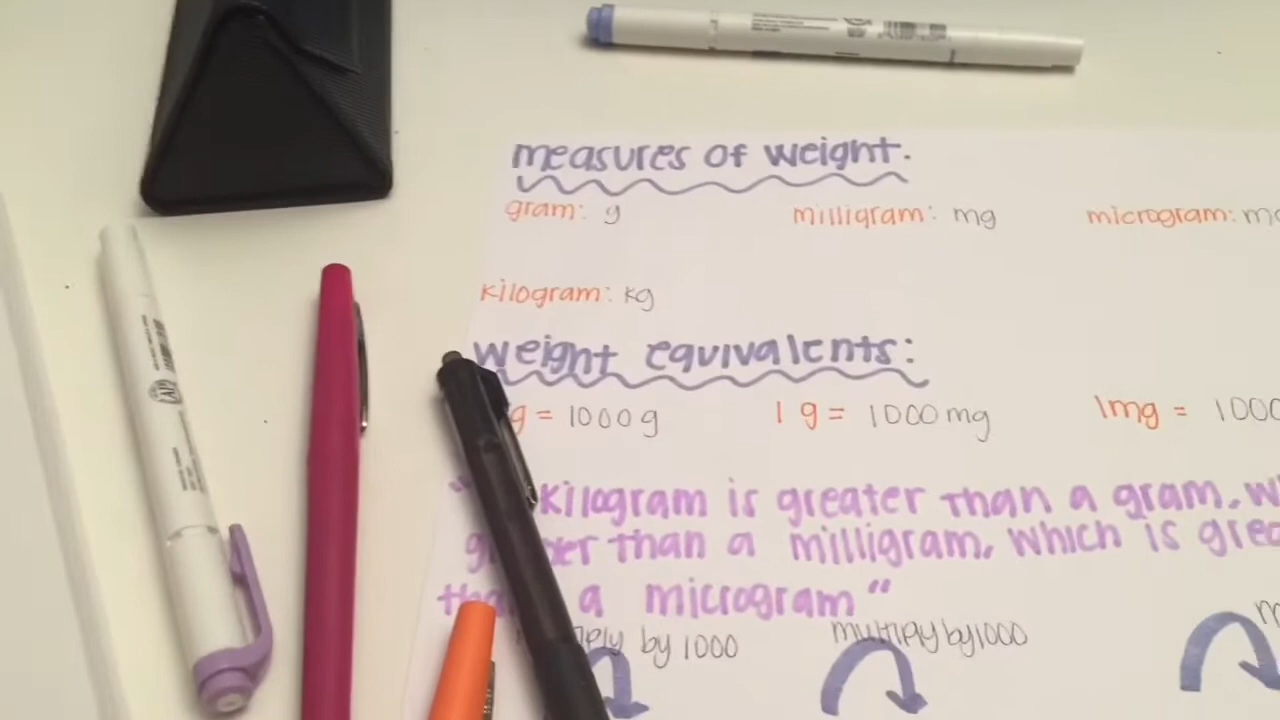 measures of weight.
gram: g milligram: mg microgram:
kilogram: kg
weight equivalents:
g = 1000 g 1 g = 1000 mg 1mg = 1000
kilogram is greater than a gram, 
than a milligram, which is
a microgram"
by 1000 multiply by 1000